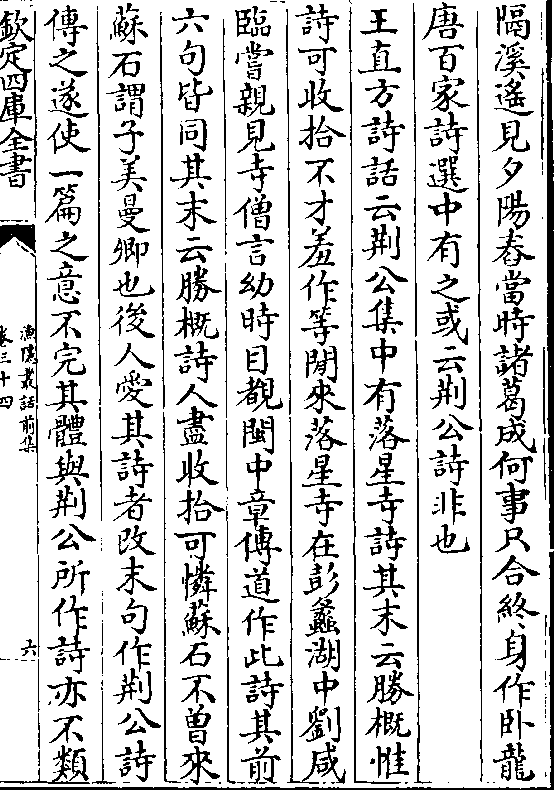 隔溪遙見夕陽舂當時諸葛成何事只合終身作卧龍
唐百家詩選中有之或云荆公詩非也
王直方詩話云荆公集中有落星寺詩其末云勝概惟
詩可收拾不才羞作等閒來落星寺在彭蠡湖中劉咸
臨嘗親見寺僧言幼時目覩閩中章傳道作此詩其前
六句皆同其末云勝概詩人盡收拾可憐蘇石不曽來
蘇石謂子美曼卿也後人愛其詩者改末句作荆公詩
傳之遂使一篇之意不完其體與荆公所作詩亦不類
欽定四庫全書
漁隱叢話前集
卷三十四
六